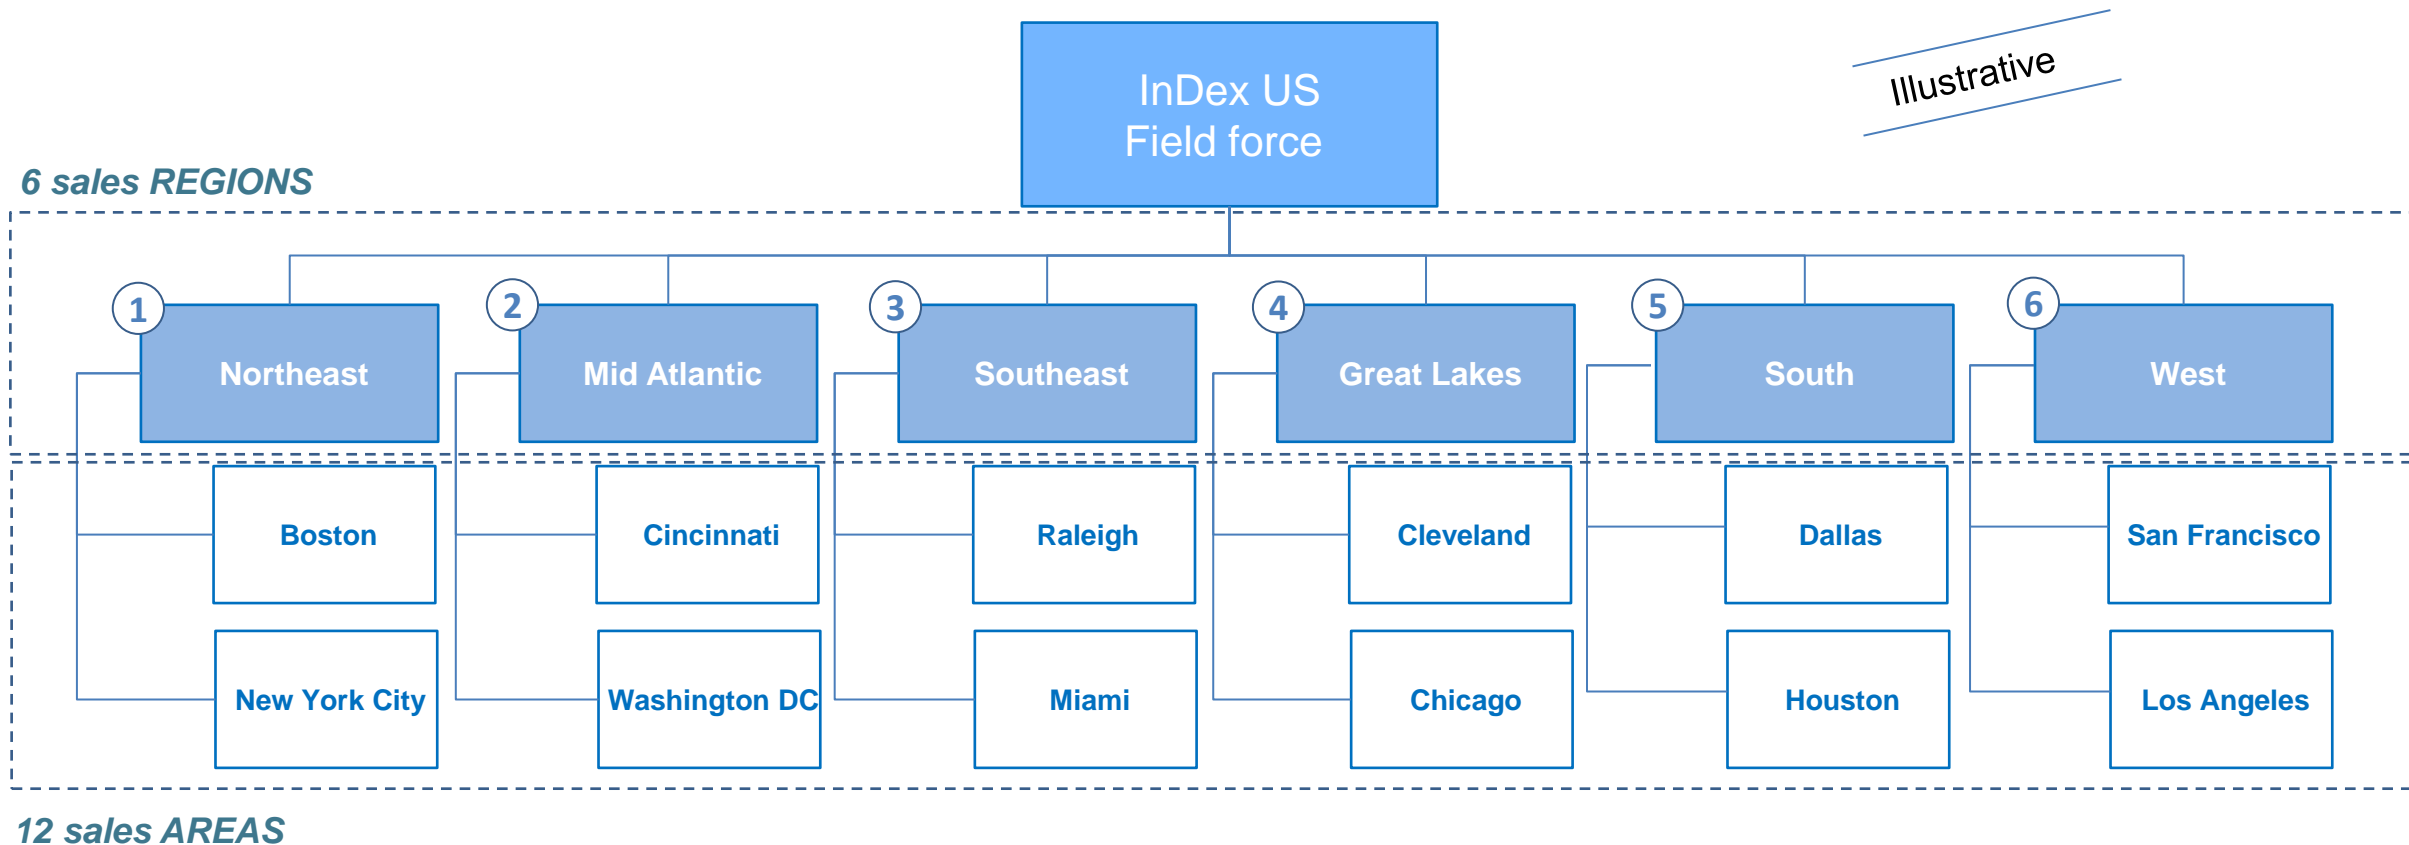 InDex US
Field force
Illustrative
6 sales REGIONS
1
2
3
4
5
6
Northeast
Mid Atlantic
Southeast
Great Lakes
South
West
Boston
Cincinnati
Raleigh
Cleveland
Dallas
San Francisco
New York City
Washington DC
Miami
Chicago
Houston
Los Angeles
12 sales AREAS